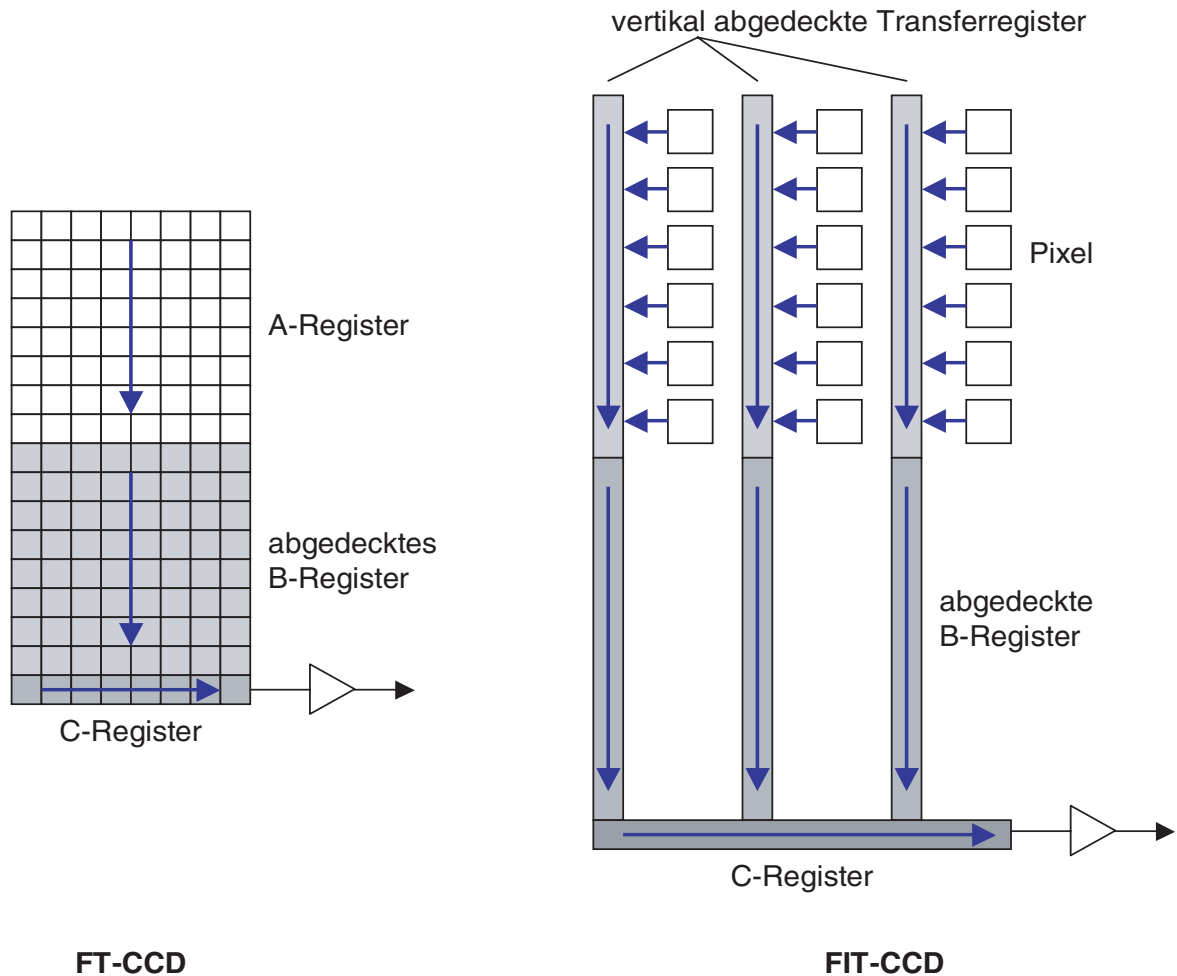 vertikal abgedeckte Transferregister
Pixel
A-Register
abgedecktes
B-Register
abgedeckte
B-Register
C-Register
C-Register
FT-CCD
FIT-CCD